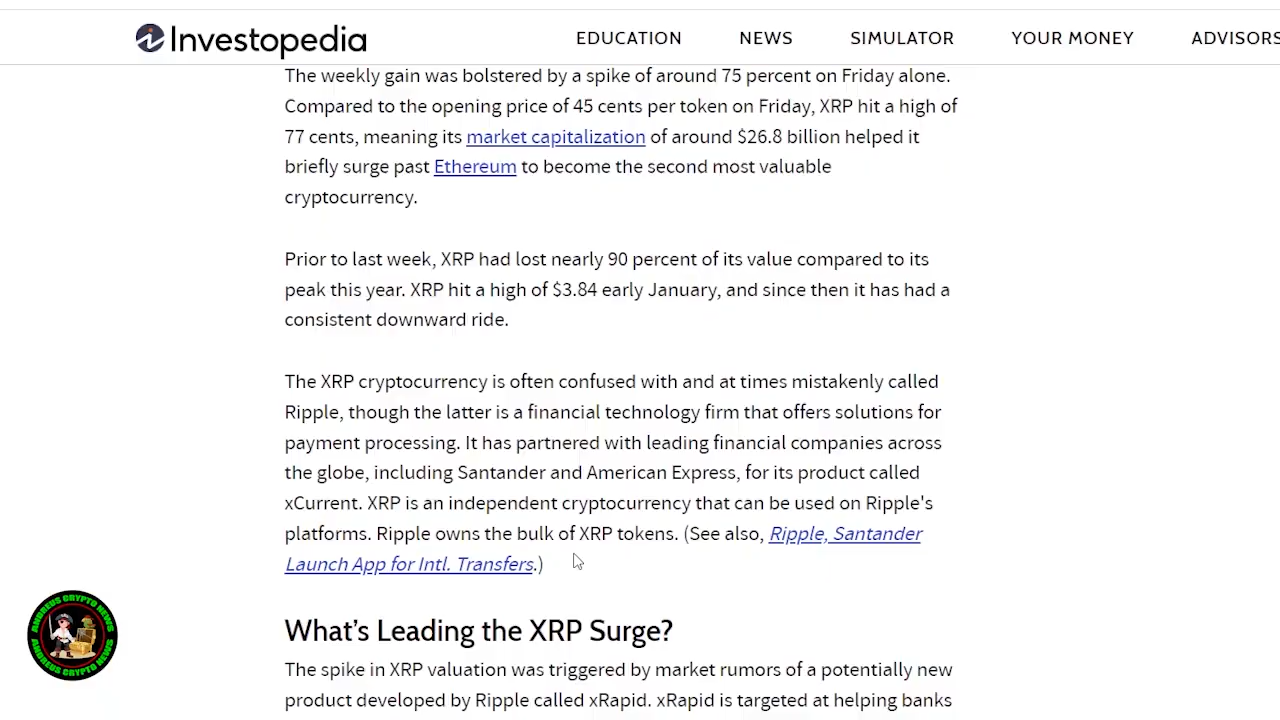 Investopedia
EDUCATION NEWS SIMULATOR YOUR MONEY ADVISORS
The weekly gain was bolstered by a spike of around 75 percent on Friday alone.
Compared to the opening price of 45 cents per token on Friday, XRP hit a high of
77 cents, meaning its market capitalization of around $26.8 billion helped it
briefly surge past Ethereum to become the second most valuable
cryptocurrency.
Prior to last week, XRP had lost nearly 90 percent of its value compared to its
peak this year. XRP hit a high of $3.84 early January, and since then it has had a
consistent downward ride.
The XRP cryptocurrency is often confused with and at times mistakenly called
Ripple, though the latter is a financial technology firm that offers solutions for
payment processing. It has partnered with leading financial companies across
the globe, including Santander and American Express, for its product called
xCurrent. XRP is an independent cryptocurrency that can be used on Ripple's
platforms. Ripple owns the bulk of XRP tokens. (See also, Ripple, Santander
Launch App for Intl. Transfers.)
ANDREUS CRYPTO NEWS
ANDREUS CRYPTO NEWS
What's Leading the XRP Surge?
The spike in XRP valuation was triggered by market rumors of a potentially new
product developed by Ripple called xRapid. xRapid is targeted at helping banks